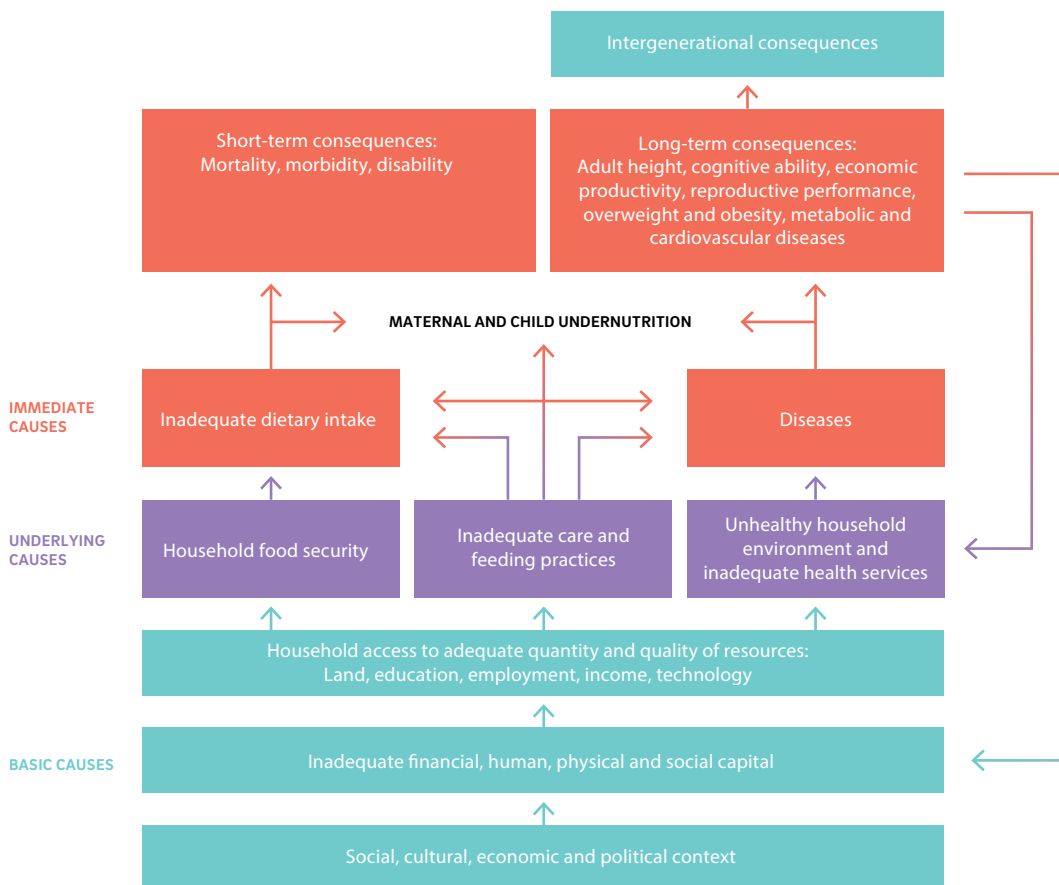 Intergenerational consequences
Short-term consequences:
Mortality, morbidity, disability
Long-term consequences:
Adult height, cognitive ability, economic
productivity, reproductive performance,
overweight and obesity, metabolic and
cardiovascular diseases
MATERNAL AND CHILD UNDERNUTRITION
IMMEDIATE
CAUSES
Inadequate dietary intake
Diseases
UNDERLYING
CAUSES
Household food security
Inadequate care and
feeding practices
Unhealthy household
environment and
inadequate health services
Household access to adequate quantity and quality of resources:
Land, education, employment, income, technology
BASIC CAUSES
Inadequate financial, human, physical and social capital
Social, cultural, economic and political context